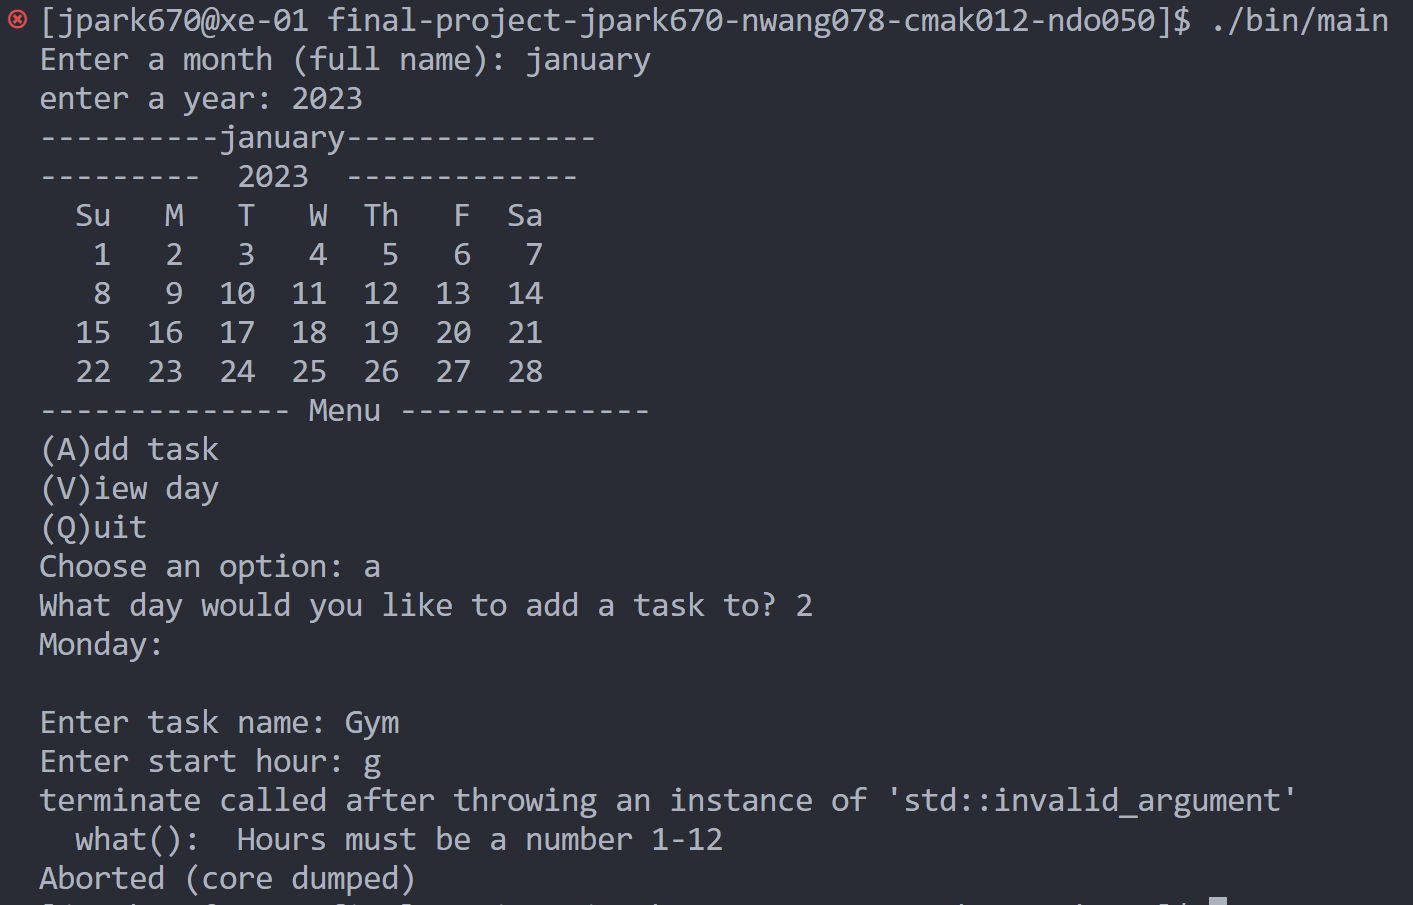 [jpark670@xe-01 final-project-jpark670-nwang078-cmak012-ndo050]$ ./bin/main
Enter a month (full name): january
enter a year: 2023
----------january--------------
---------  2023  -------------
  Su   M   T   W  Th   F  Sa
   1   2   3   4   5   6   7
   8   9  10  11  12  13  14
  15  16  17  18  19  20  21
  22  23  24  25  26  27  28
-------------- Menu --------------
(A)dd task
(V)iew day
(Q)uit
Choose an option: a
What day would you like to add a task to? 2
Monday:

Enter task name: Gym
Enter start hour: g
terminate called after throwing an instance of 'std::invalid_argument'
  what():  Hours must be a number 1-12
Aborted (core dumped)